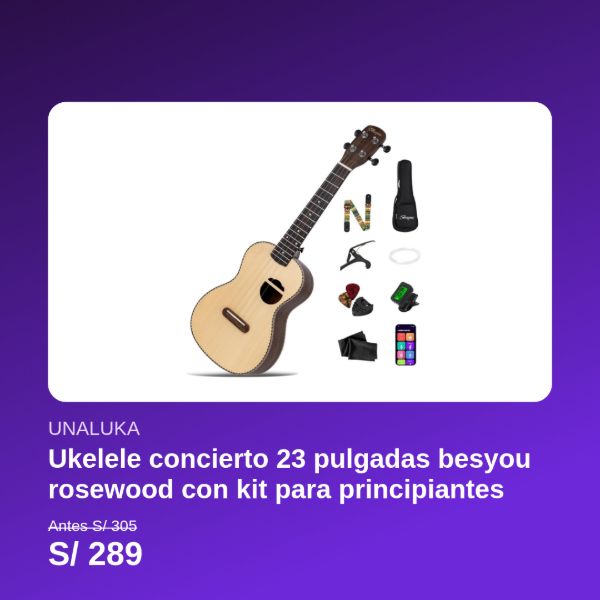 UNALUKA
Ukelele concierto 23 pulgadas besyou
rosewood con kit para principiantes
Antes S/ 305
S/ 289